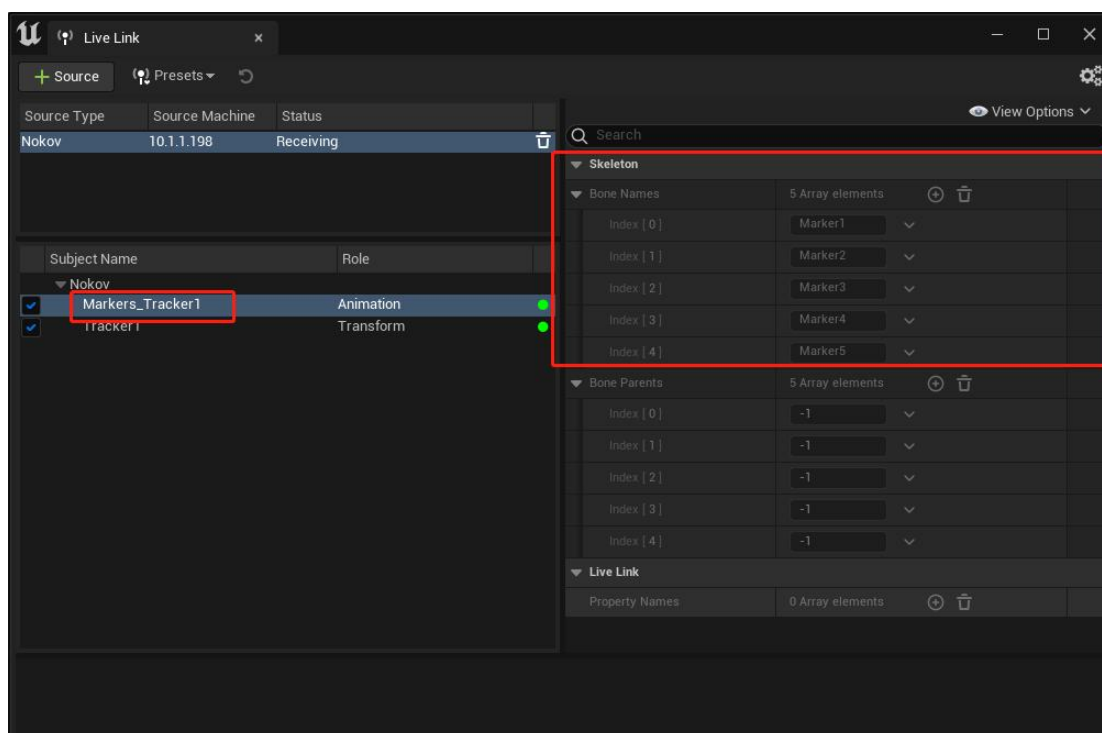 Live Link
Source Presets
View Options
Source Type Source Machine Status
Nokov 10.1.1.198 Receiving
Search
Skeleton
Bone Names 5 Array elements
Index [ 0 ] Marker1
Index [ 1 ] Marker2
Index [ 2 ] Marker3
Index [ 3 ] Marker4
Index [ 4 ] Marker5
Subject Name Role
Nokov
Markers_Tracker1 Animation
Tracker1 Transform
Bone Parents 5 Array elements
Index [ 0 ] -1
Index [ 1 ] -1
Index [ 2 ] -1
Index [ 3 ] -1
Index [ 4 ] -1
Live Link
Property Names 0 Array elements